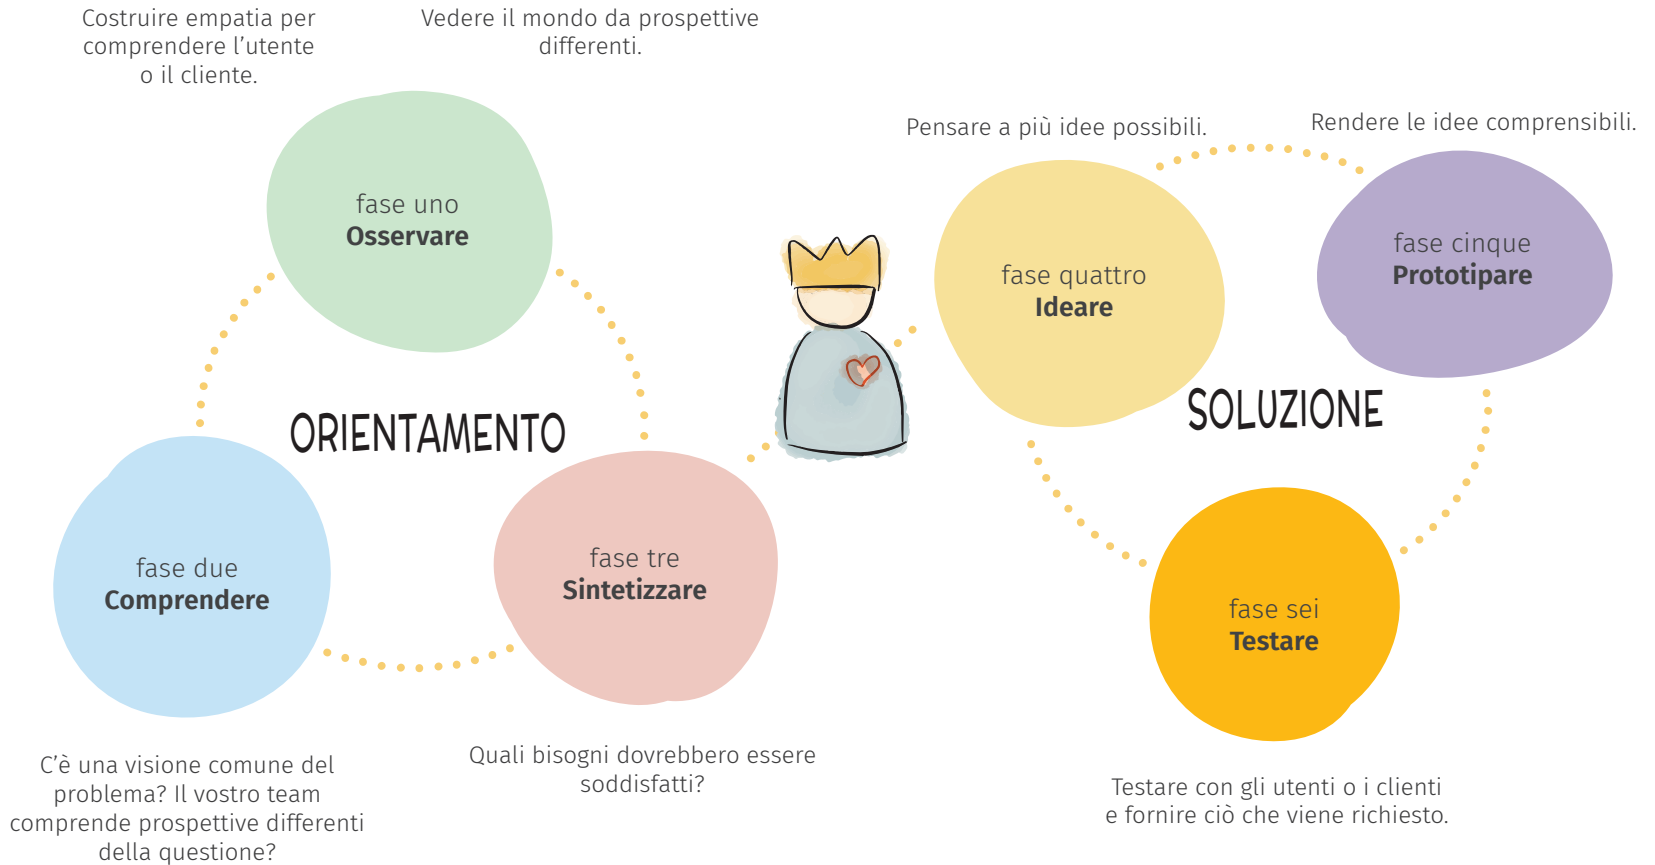 Costruire empatia per
comprendere l’utente
o il cliente.
Vedere il mondo da prospettive
differenti.
fase uno
Osservare
ORIENTAMENTO
fase due
Comprendere
fase tre
Sintetizzare
C’è una visione comune del
problema? Il vostro team
comprende prospettive differenti
della questione?
Quali bisogni dovrebbero essere
soddisfatti?
Pensare a più idee possibili.
Rendere le idee comprensibili.
fase quattro
Ideare
fase cinque
Prototipare
SOLUZIONE
fase sei
Testare
Testare con gli utenti o i clienti
e fornire ciò che viene richiesto.